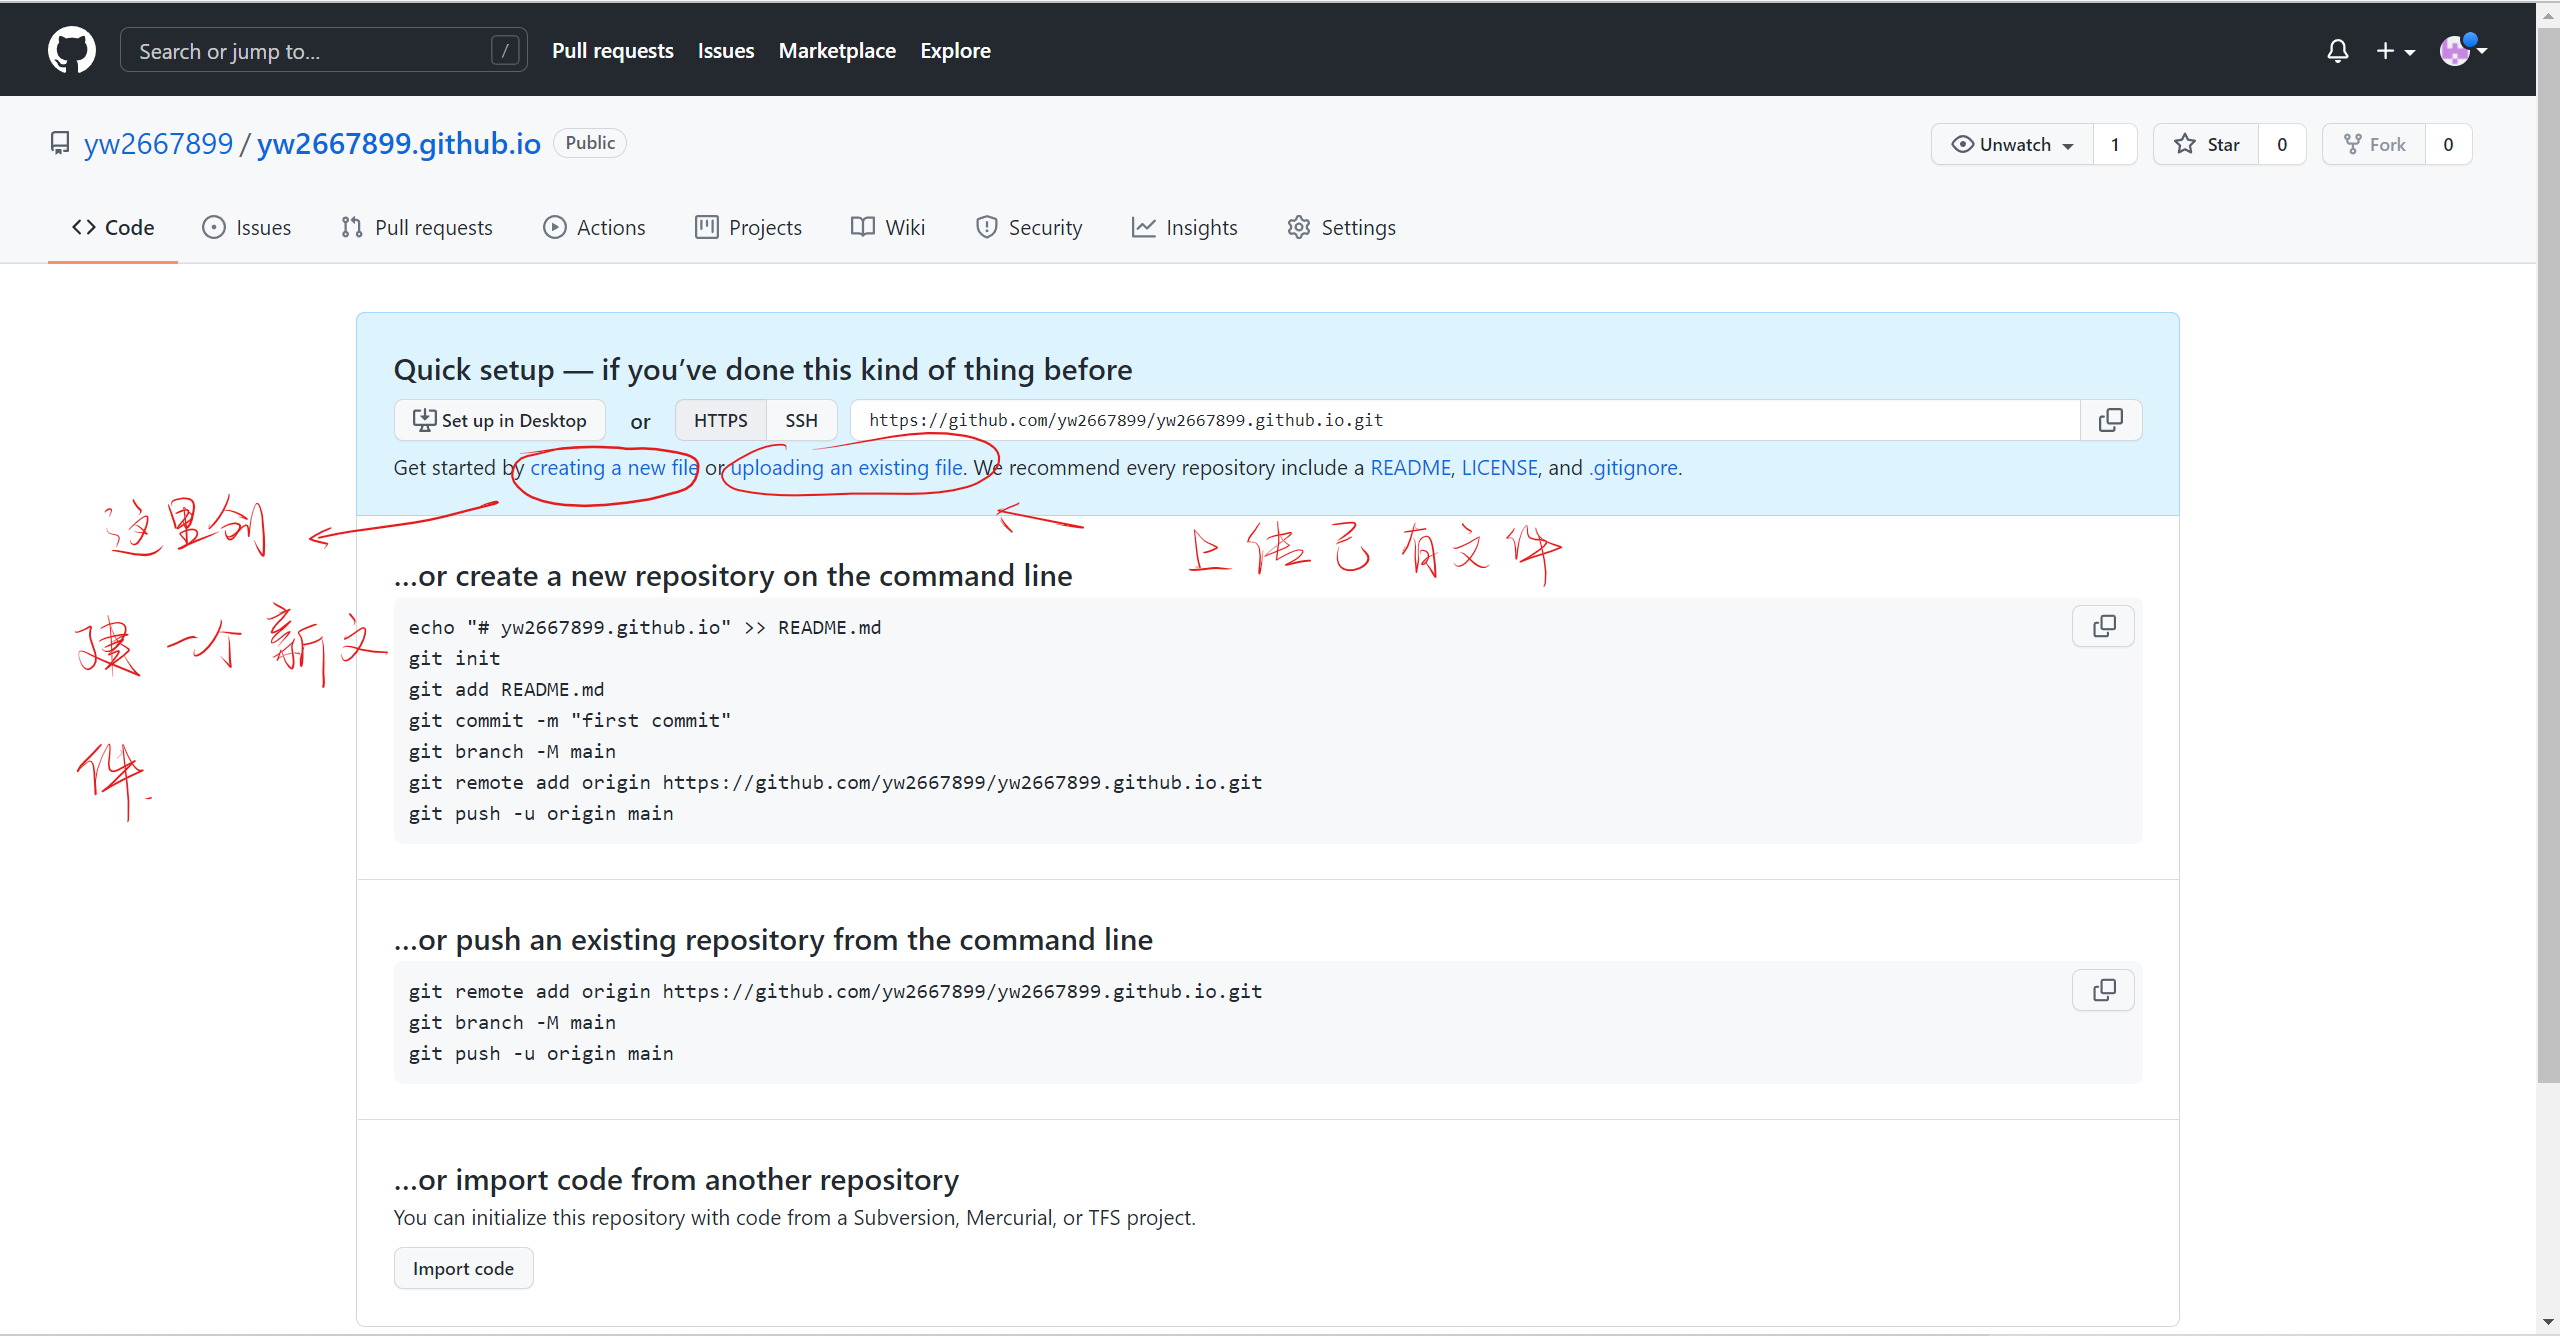 Search or jump to...
/
Pull requests
Issues
Marketplace
Explore
yw2667899 / yw2667899.github.io
Public
Unwatch
1
Star
0
Fork
0
Code
Issues
Pull requests
Actions
Projects
Wiki
Security
Insights
Settings
Quick setup — if you’ve done this kind of thing before
Set up in Desktop
or
HTTPS
SSH
https://github.com/yw2667899/yw2667899.github.io.git
Get started by creating a new file or uploading an existing file. We recommend every repository include a README, LICENSE, and .gitignore.
这里创
建一个新文
件.
上传已有文件
...or create a new repository on the command line
echo "# yw2667899.github.io" >> README.md
git init
git add README.md
git commit -m "first commit"
git branch -M main
git remote add origin https://github.com/yw2667899/yw2667899.github.io.git
git push -u origin main
...or push an existing repository from the command line
git remote add origin https://github.com/yw2667899/yw2667899.github.io.git
git branch -M main
git push -u origin main
...or import code from another repository
You can initialize this repository with code from a Subversion, Mercurial, or TFS project.
Import code